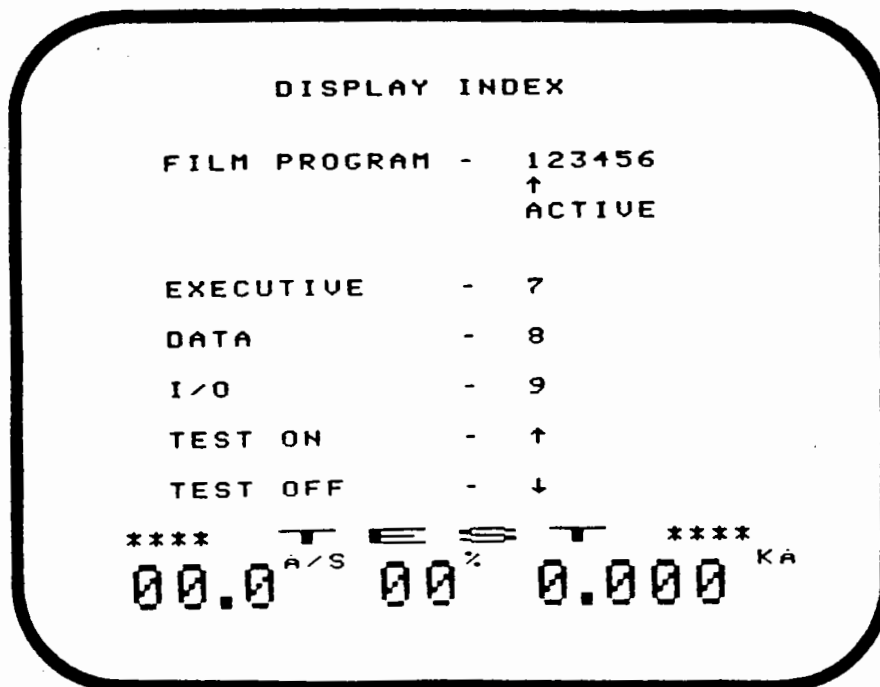 DISPLAY INDEX
FILM PROGRAM - 123456
↑
ACTIVE
EXECUTIVE - 7
DATA - 8
I/O - 9
TEST ON - ↑
TEST OFF - ↓
**** T E S T ****
00.0 A/S 00 % 0.000 KA